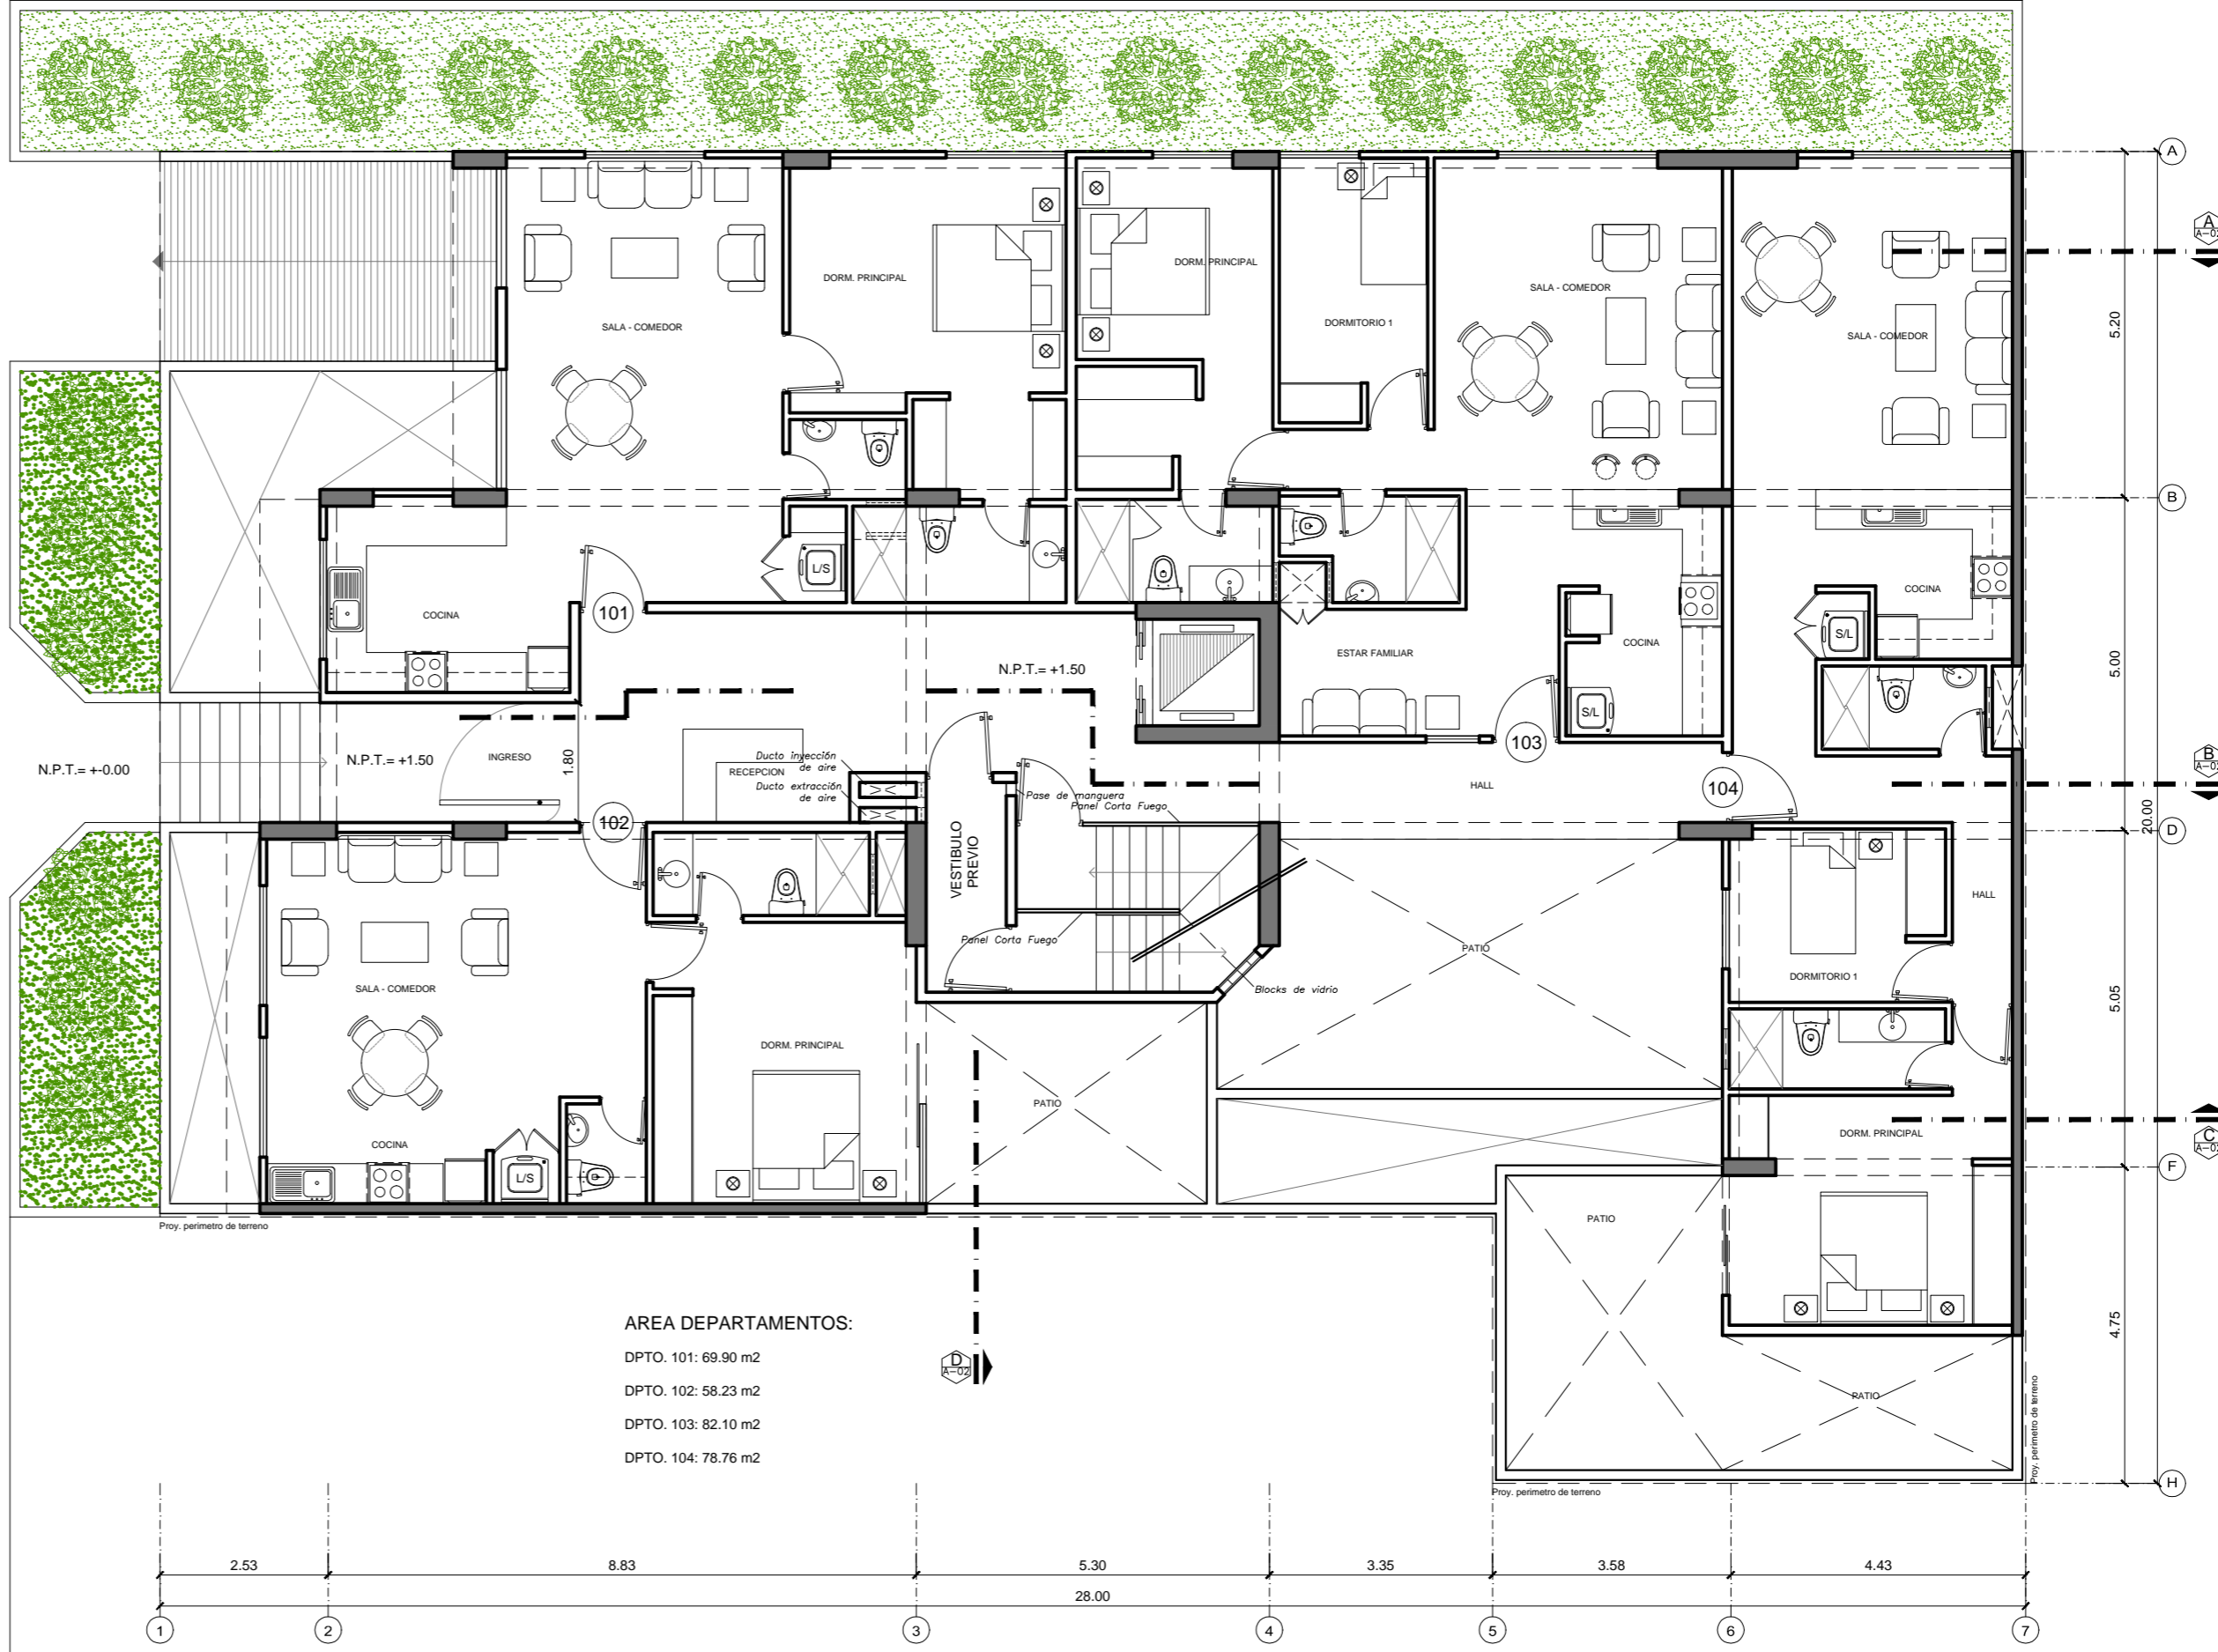 A
A
DORM. PRINCIPAL
DORM. PRINCIPAL
SALA - COMEDOR
SALA - COMEDOR
DORMITORIO 1
SALA - COMEDOR
5.20
B
L/S
COCINA
101
COCINA
S/L
COCINA
ESTAR FAMILIAR
N.P.T.= +1.50
5.00
S/L
103
N.P.T.= +-0.00
N.P.T.= +1.50
INGRESO
1.80
Ducto inyección
de aire
RECEPCION
Ducto extracción
de aire
Pase de manguera
Panel Corta Fuego
HALL
104
B
102
20.00
D
VESTIBULO
PREVIO
HALL
Panel Corta Fuego
PATIO
DORMITORIO 1
SALA - COMEDOR
Blocks de vidrio
5.05
DORM. PRINCIPAL
PATIO
COCINA
DORM. PRINCIPAL
C
L/S
F
Proy. perimetro de terreno
PATIO
AREA DEPARTAMENTOS:
DPTO. 101: 69.90 m2
D
A-02
4.75
DPTO. 102: 58.23 m2
PATIO
DPTO. 103: 82.10 m2
DPTO. 104: 78.76 m2
Proy. perimetro de terreno
Proy. perimetro de terreno
H
2.53
8.83
5.30
3.35
3.58
4.43
28.00
1
2
3
4
5
6
7